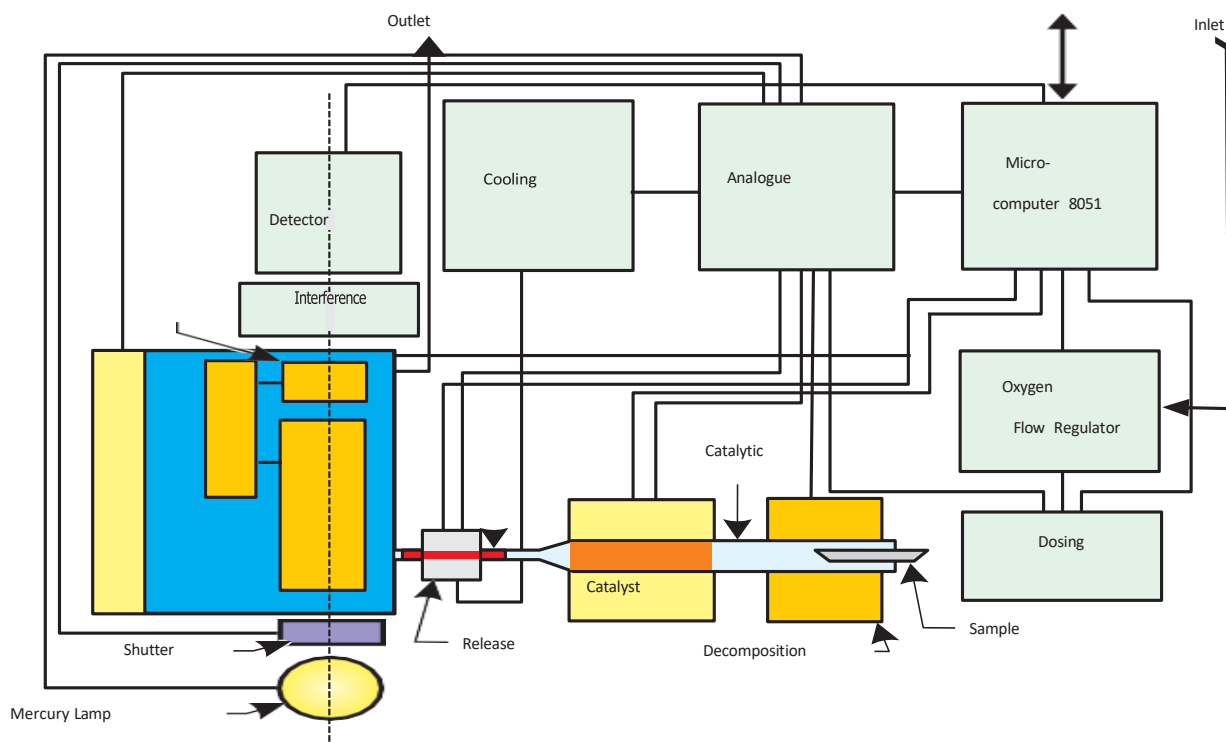 Outlet
Inlet
Cooling
Analogue
Micro-
computer 8051
Detector
Interference
Oxygen
Flow Regulator
Catalytic
Dosing
Catalyst
Shutter
Release
Decomposition
Sample
Mercury Lamp